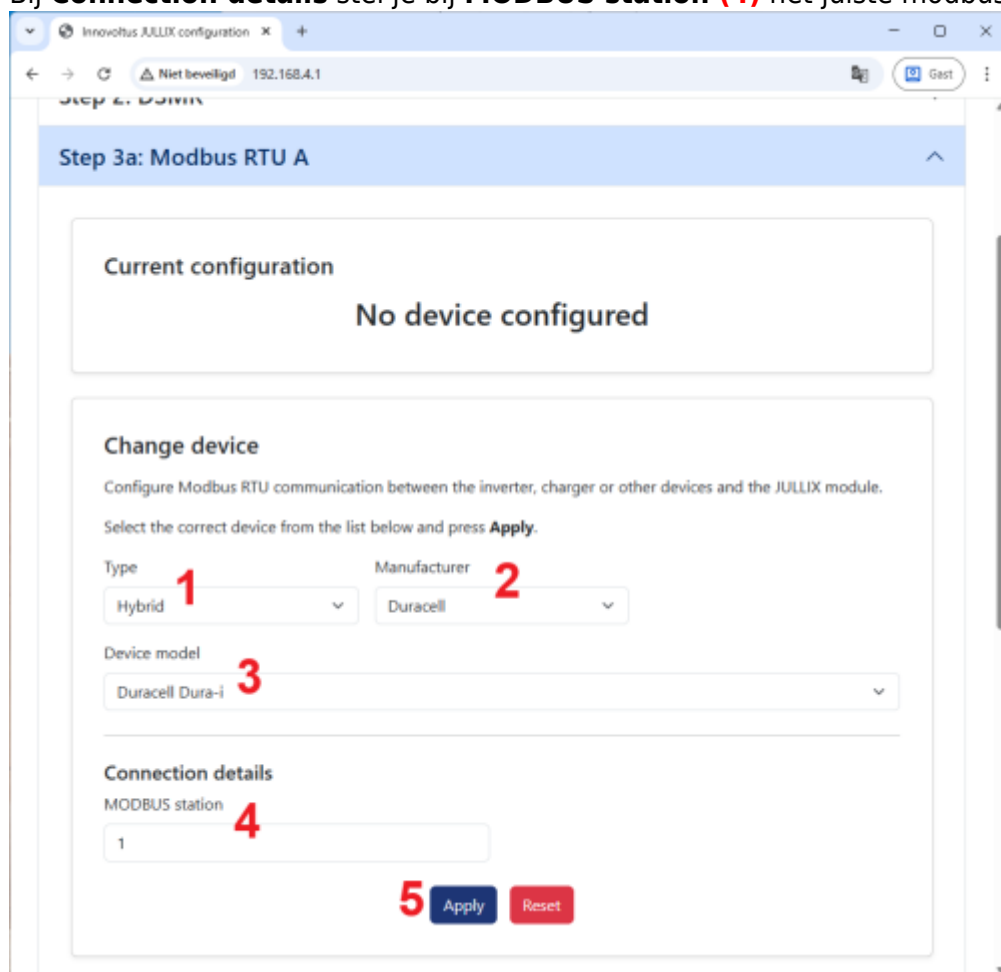 Bij Connection details stel je bij MODBUS station (4) het juiste modbus
Innovoltus JULLIX configuration
Niet beveiligd 192.168.4.1 Gast
Step 2: DSMR
Step 3a: Modbus RTU A
Current configuration
No device configured
Change device
Configure Modbus RTU communication between the inverter, charger or other devices and the JULLIX module.
Select the correct device from the list below and press Apply.
Type 1 Manufacturer 2
Hybrid Duracell
Device model
3
Duracell Dura-i
Connection details
MODBUS station
4
1
5 Apply Reset